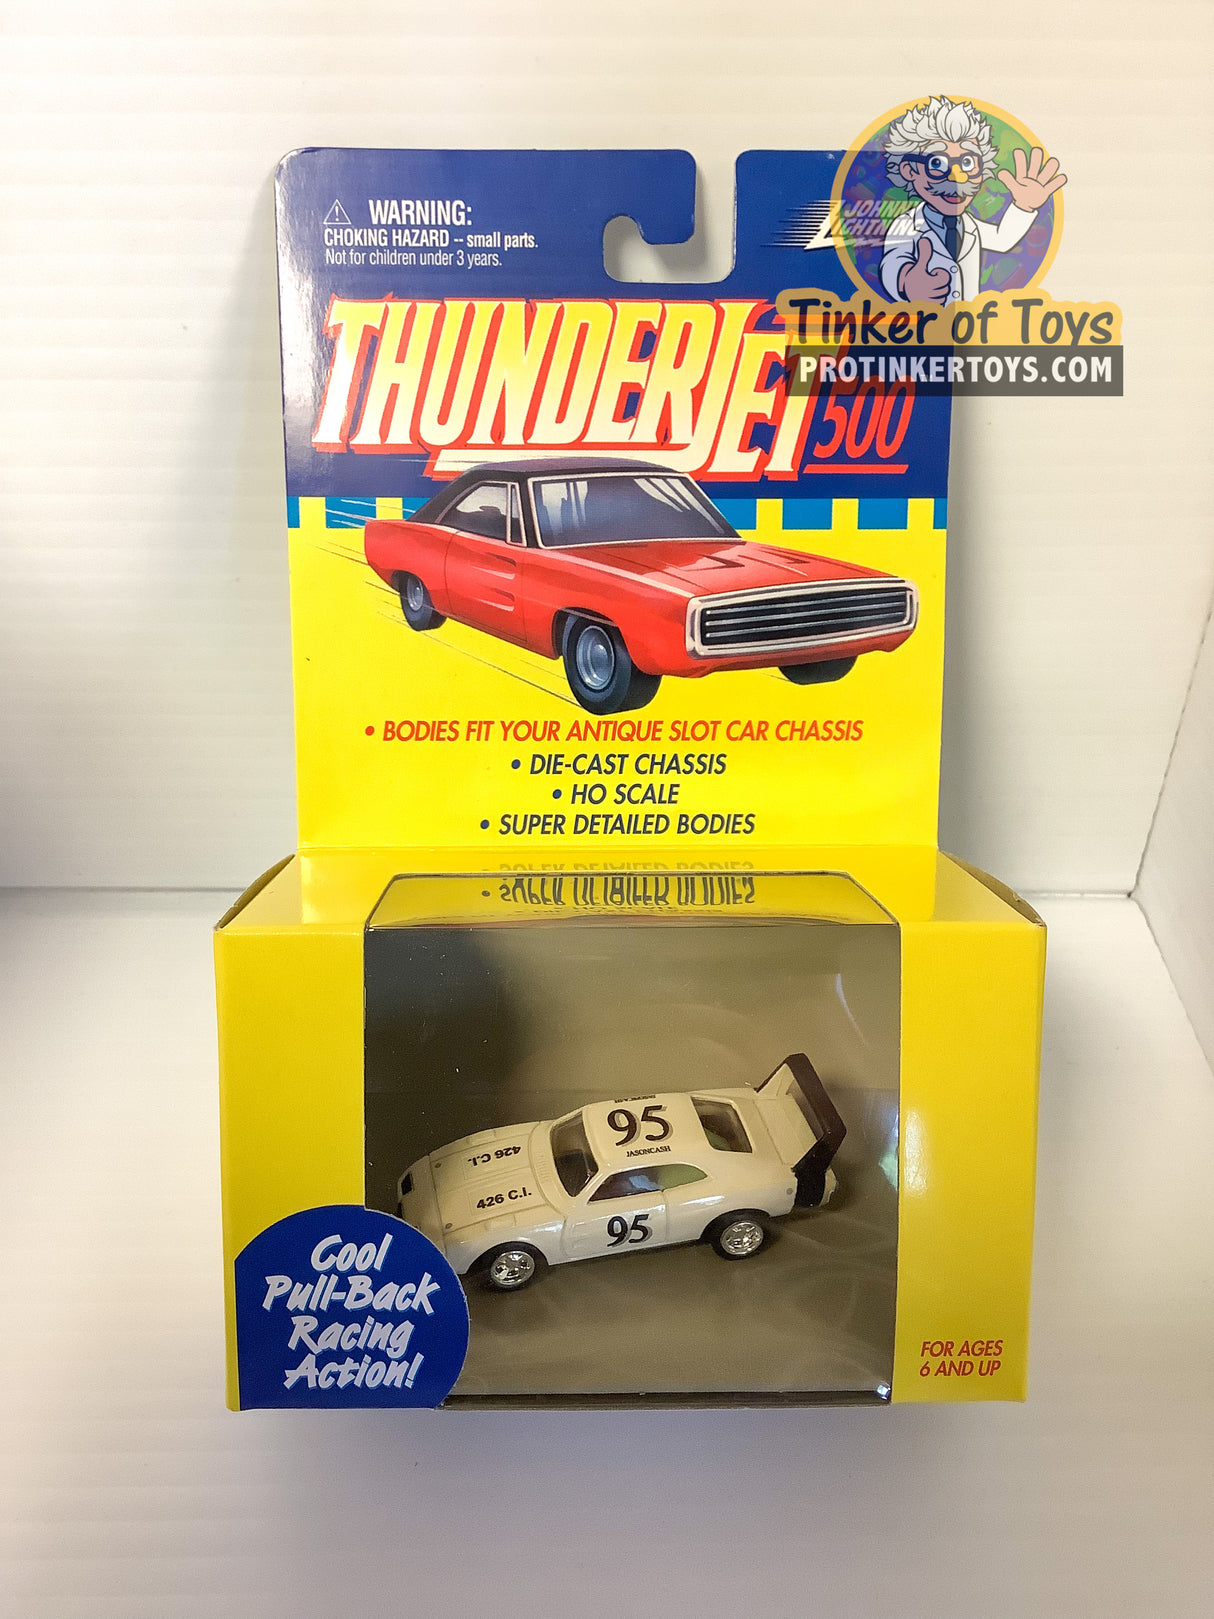 WARNING:
CHOKING HAZARD -- small parts.
Not for children under 3 years.
JOHNNY
LIGHTNING
Tinker of Toys
PROTINKERTOYS.COM
THUNDERJET 500
• BODIES FIT YOUR ANTIQUE SLOT CAR CHASSIS
• DIE-CAST CHASSIS
• HO SCALE
• SUPER DETAILED BODIES
95
JASONCASH
426 C.I.
426 C.I.
95
Cool
Pull-Back
Racing
Action!
FOR AGES
6 AND UP